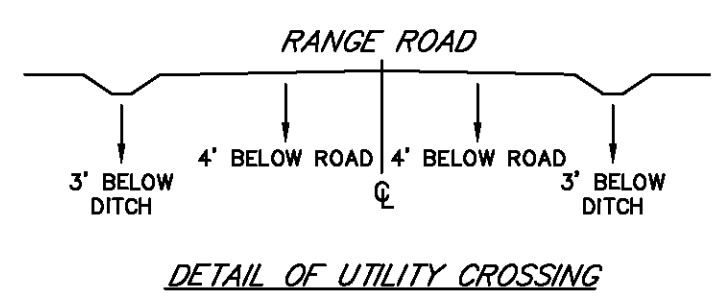 RANGE ROAD
4' BELOW ROAD
4' BELOW ROAD
3' BELOW
DITCH
℄
3' BELOW
DITCH
DETAIL OF UTILITY CROSSING